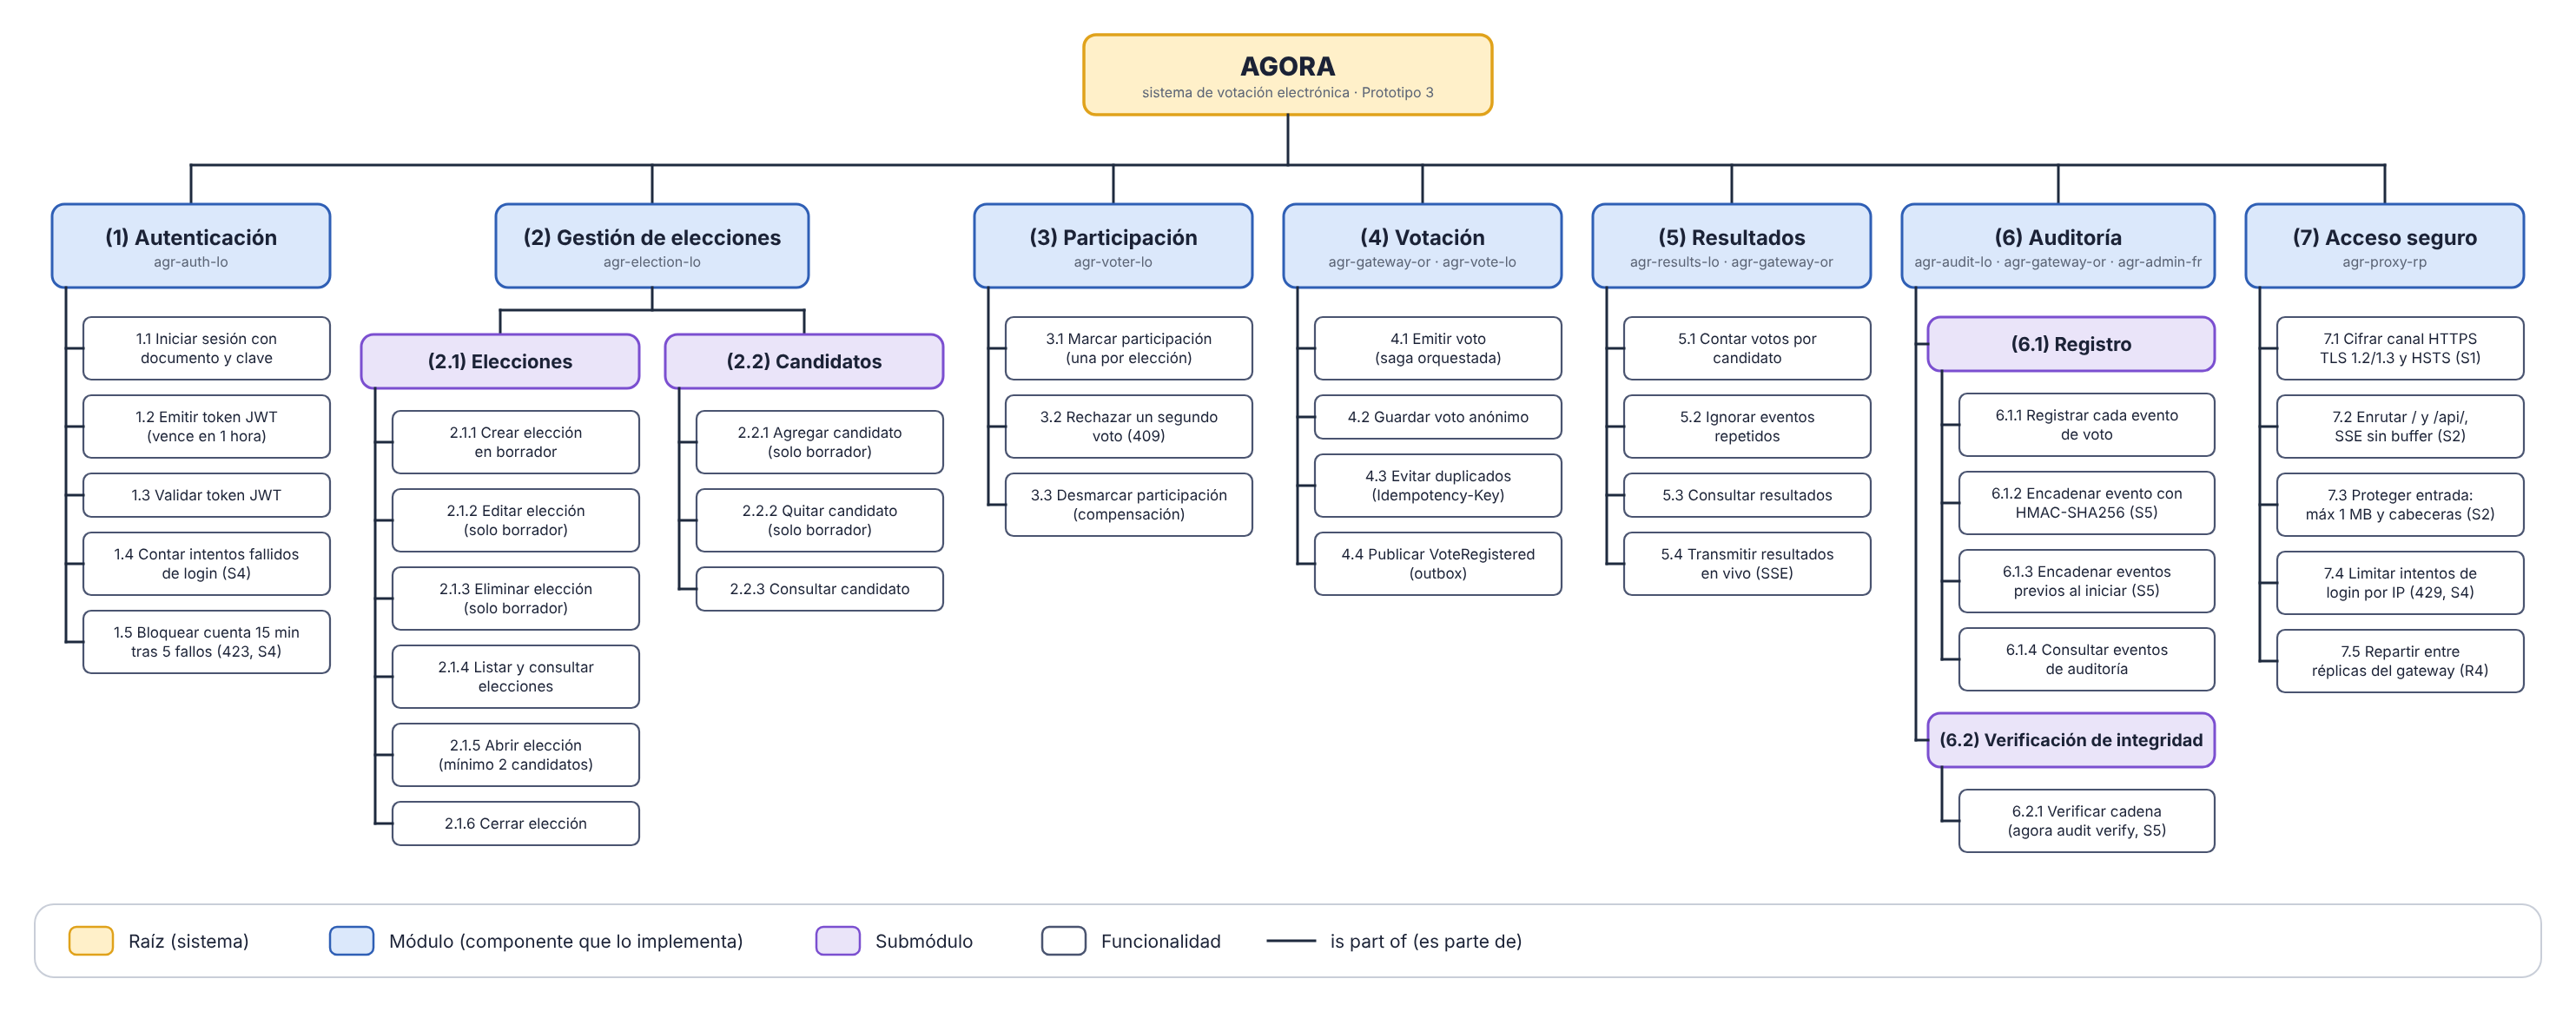 AGORA
sistema de votación electrónica · Prototipo 3
(1) Autenticación
agr-auth-lo
1.1 Iniciar sesión con
documento y clave
1.2 Emitir token JWT
(vence en 1 hora)
1.3 Validar token JWT
1.4 Contar intentos fallidos
de login (S4)
1.5 Bloquear cuenta 15 min
tras 5 fallos (423, S4)
(2) Gestión de elecciones
agr-election-lo
(2.1) Elecciones
2.1.1 Crear elección
en borrador
2.1.2 Editar elección
(solo borrador)
2.1.3 Eliminar elección
(solo borrador)
2.1.4 Listar y consultar
elecciones
2.1.5 Abrir elección
(mínimo 2 candidatos)
2.1.6 Cerrar elección
(2.2) Candidatos
2.2.1 Agregar candidato
(solo borrador)
2.2.2 Quitar candidato
(solo borrador)
2.2.3 Consultar candidato
(3) Participación
agr-voter-lo
3.1 Marcar participación
(una por elección)
3.2 Rechazar un segundo
voto (409)
3.3 Desmarcar participación
(compensación)
(4) Votación
agr-gateway-or · agr-vote-lo
4.1 Emitir voto
(saga orquestada)
4.2 Guardar voto anónimo
4.3 Evitar duplicados
(Idempotency-Key)
4.4 Publicar VoteRegistered
(outbox)
(5) Resultados
agr-results-lo · agr-gateway-or
5.1 Contar votos por
candidato
5.2 Ignorar eventos
repetidos
5.3 Consultar resultados
5.4 Transmitir resultados
en vivo (SSE)
(6) Auditoría
agr-audit-lo · agr-gateway-or · agr-admin-fr
(6.1) Registro
6.1.1 Registrar cada evento
de voto
6.1.2 Encadenar evento con
HMAC-SHA256 (S5)
6.1.3 Encadenar eventos
previos al iniciar (S5)
6.1.4 Consultar eventos
de auditoría
(6.2) Verificación de integridad
6.2.1 Verificar cadena
(agora audit verify, S5)
(7) Acceso seguro
agr-proxy-rp
7.1 Cifrar canal HTTPS
TLS 1.2/1.3 y HSTS (S1)
7.2 Enrutar / y /api/,
SSE sin buffer (S2)
7.3 Proteger entrada:
máx 1 MB y cabeceras (S2)
7.4 Limitar intentos de
login por IP (429, S4)
7.5 Repartir entre
réplicas del gateway (R4)
Raíz (sistema)
Módulo (componente que lo implementa)
Submódulo
Funcionalidad
is part of (es parte de)